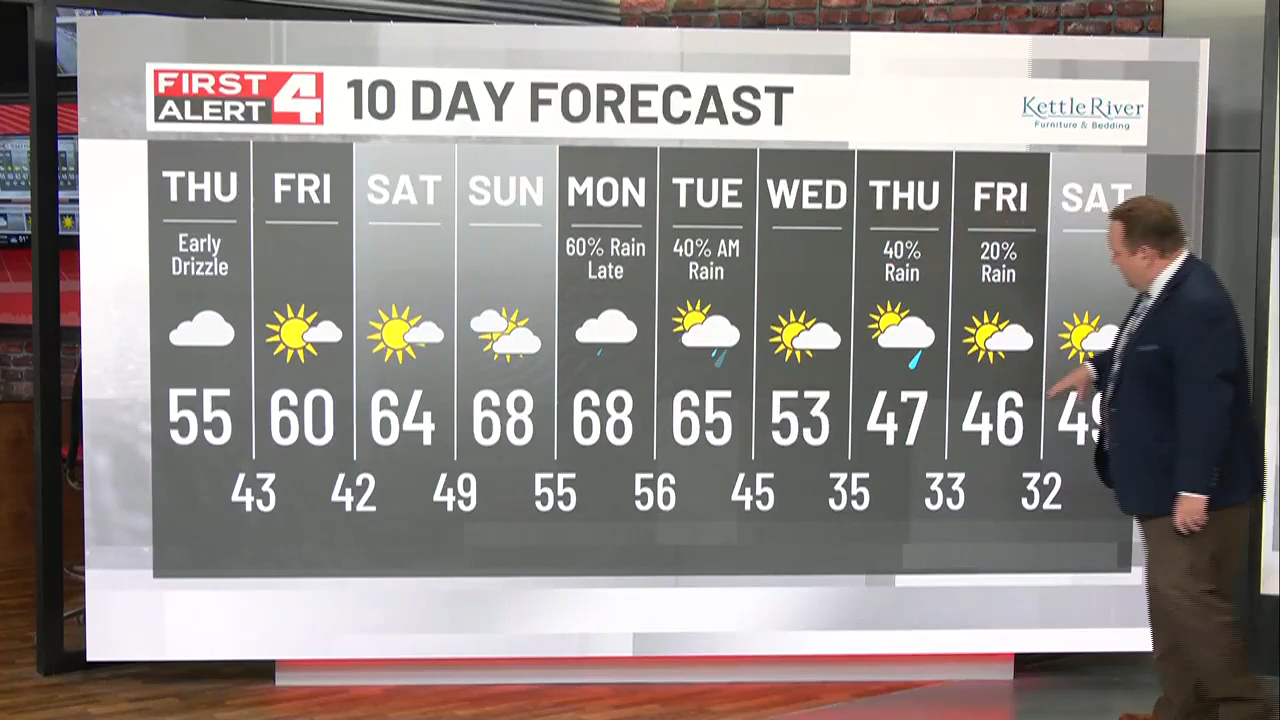 FIRST
ALERT 4
10 DAY FORECAST
KettleRiver
Furniture & Bedding
THU
FRI
SAT
SUN
MON
TUE
WED
THU
FRI
SAT
Early
Drizzle
60% Rain
Late
40% AM
Rain
40%
Rain
20%
Rain
55
60
64
68
68
65
53
47
46
49
43
42
49
55
56
45
35
33
32